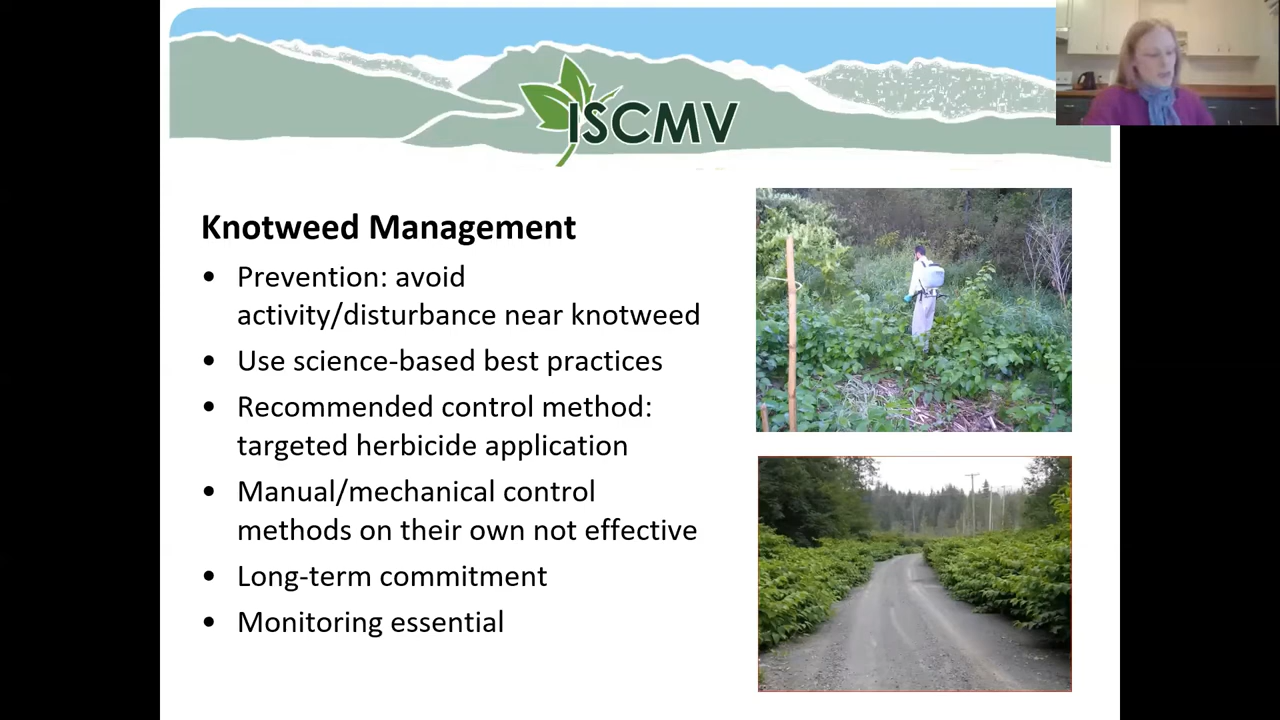 ISCMV
Knotweed Management
• Prevention: avoid
activity/disturbance near knotweed
• Use science-based best practices
• Recommended control method:
targeted herbicide application
• Manual/mechanical control
methods on their own not effective
• Long-term commitment
• Monitoring essential